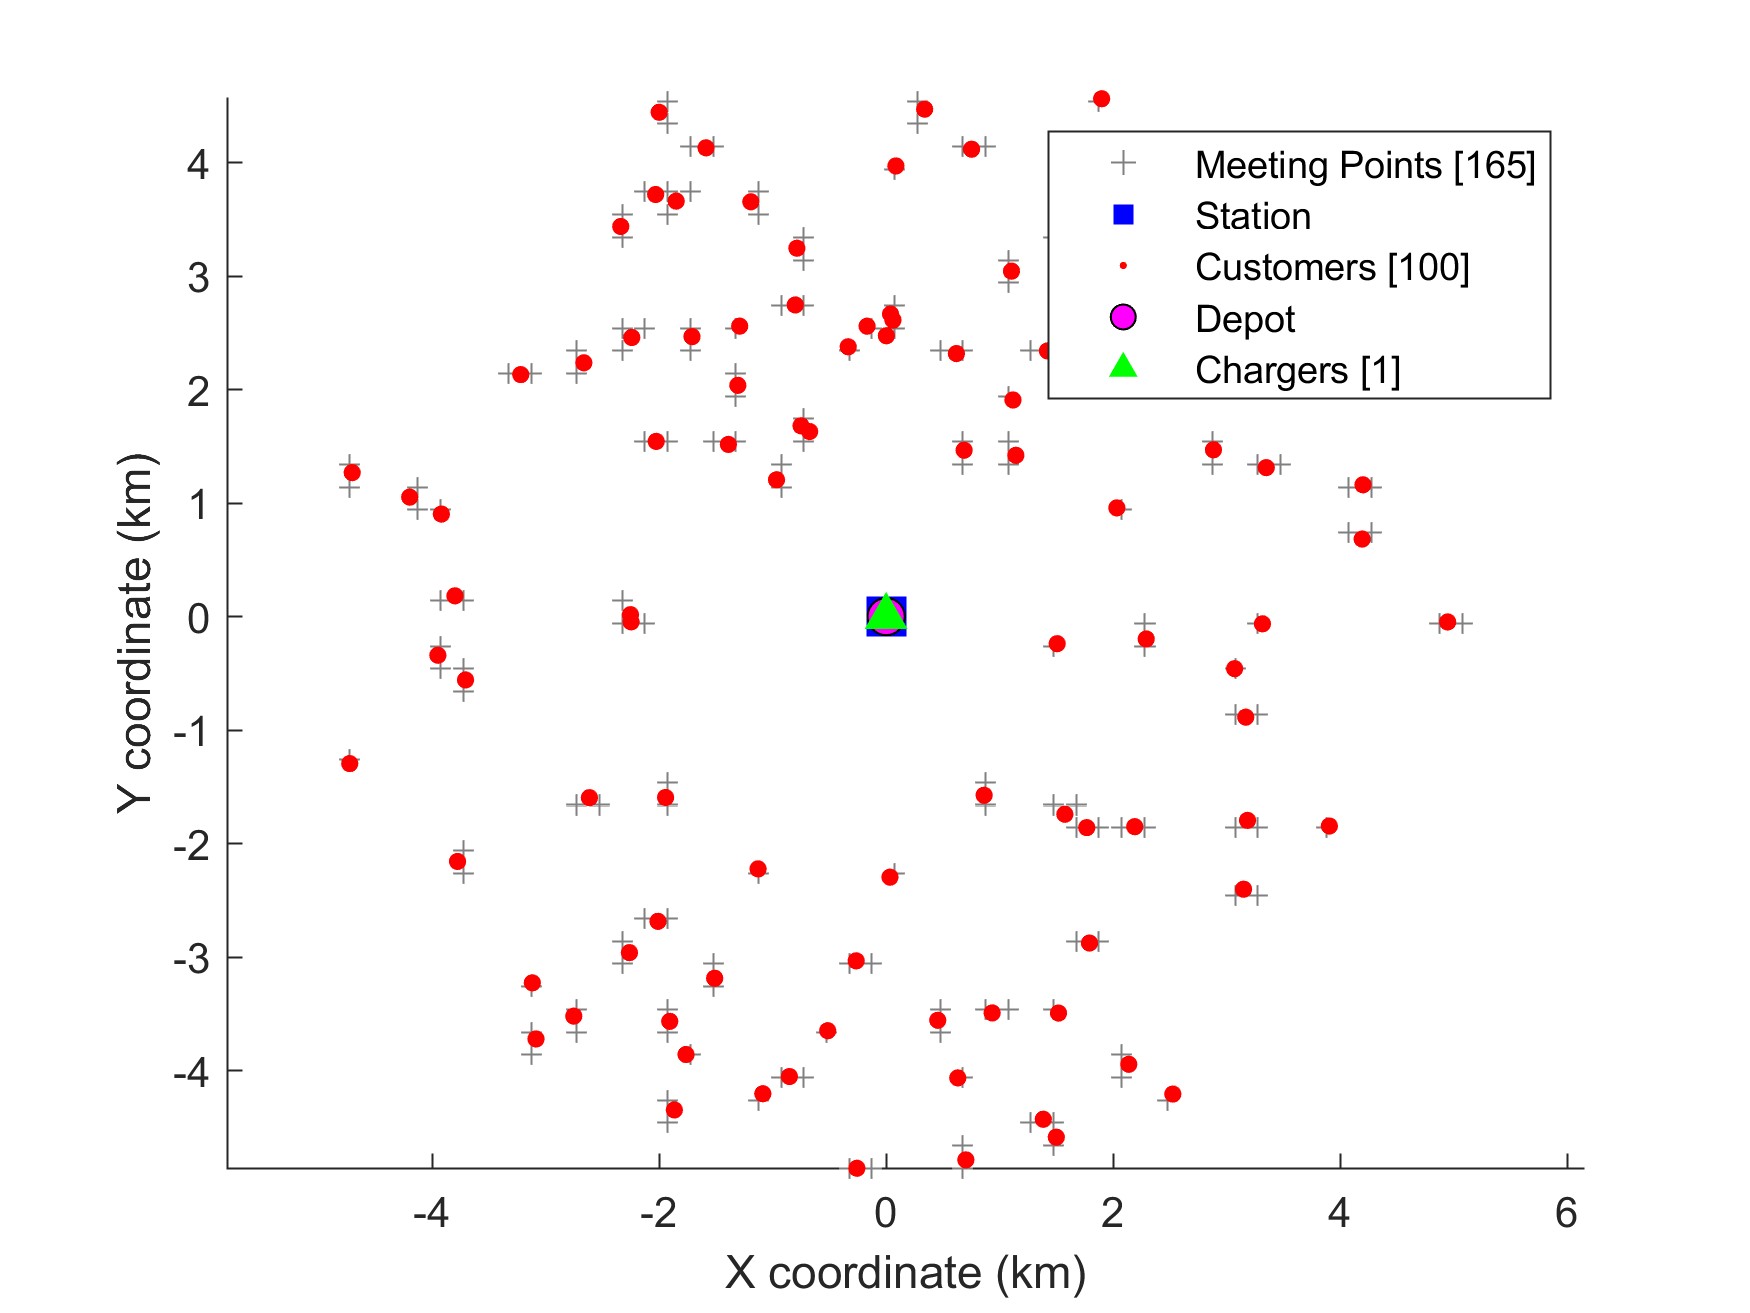 4
3
2
1
0
-1
-2
-3
-4
Y coordinate (km)
Meeting Points [165]
Station
Customers [100]
Depot
Chargers [1]
-4 -2 0 2 4 6
X coordinate (km)